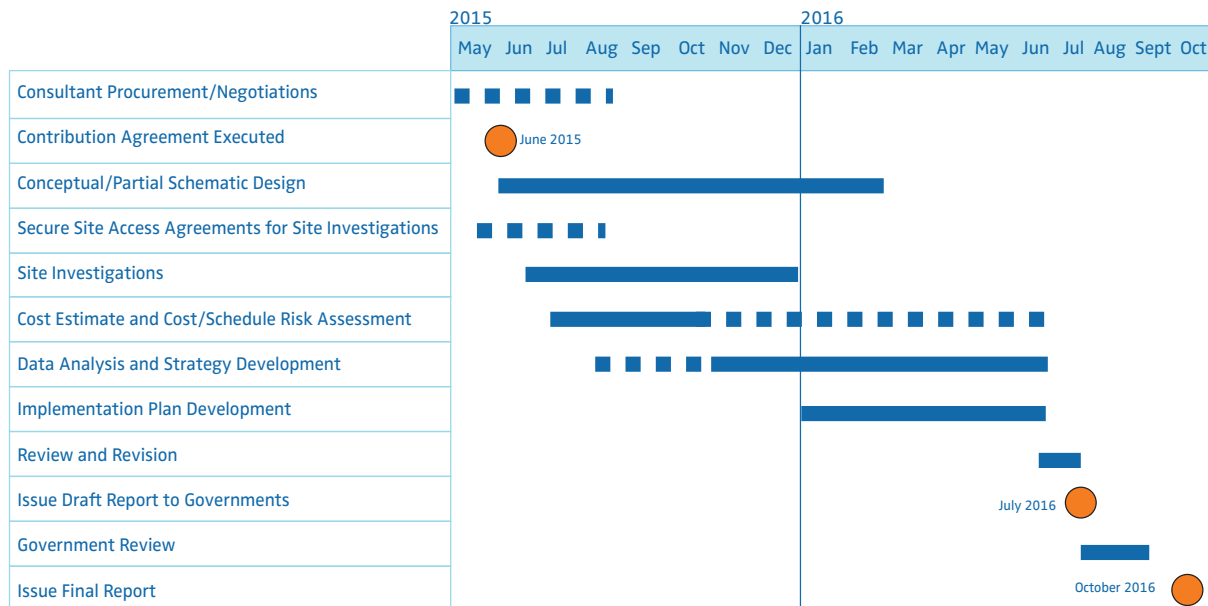 2015 2016
May Jun Jul Aug Sep Oct Nov Dec Jan Feb Mar Apr May Jun Jul Aug Sept Oct
Consultant Procurement/Negotiations
Contribution Agreement Executed June 2015
Conceptual/Partial Schematic Design
Secure Site Access Agreements for Site Investigations
Site Investigations
Cost Estimate and Cost/Schedule Risk Assessment
Data Analysis and Strategy Development
Implementation Plan Development
Review and Revision
Issue Draft Report to Governments July 2016
Government Review
Issue Final Report October 2016